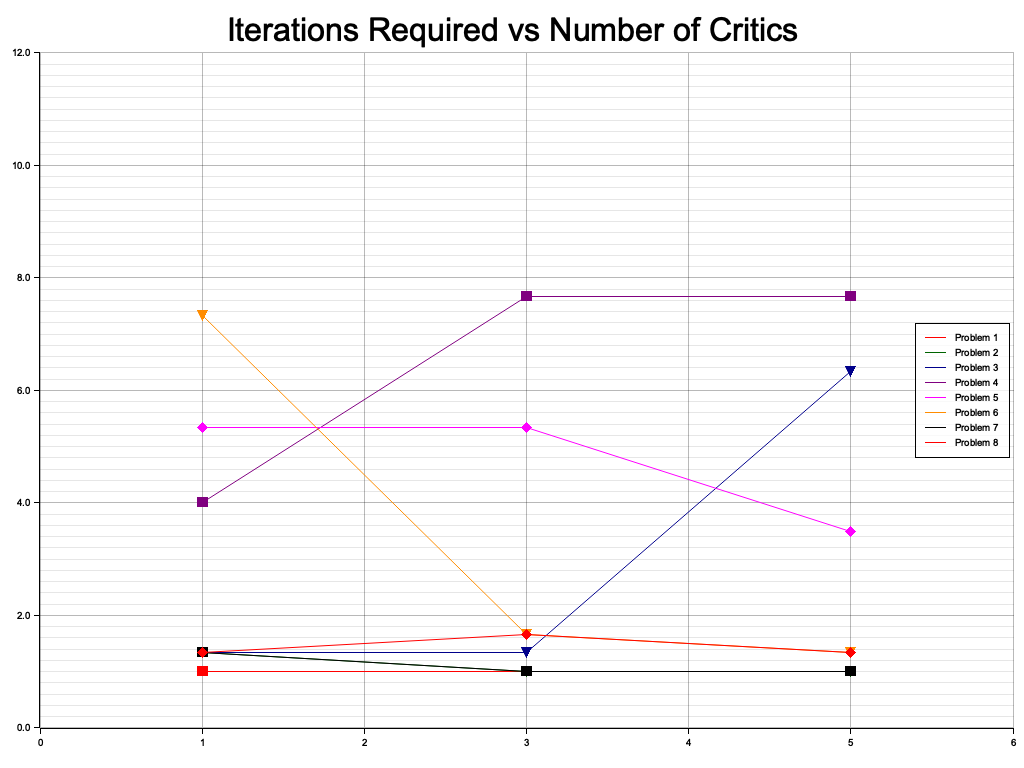 Iterations Required vs Number of Critics
12.0
10.0
8.0
6.0
4.0
2.0
0.0
0 1 2 3 4 5 6
Problem 1
Problem 2
Problem 3
Problem 4
Problem 5
Problem 6
Problem 7
Problem 8